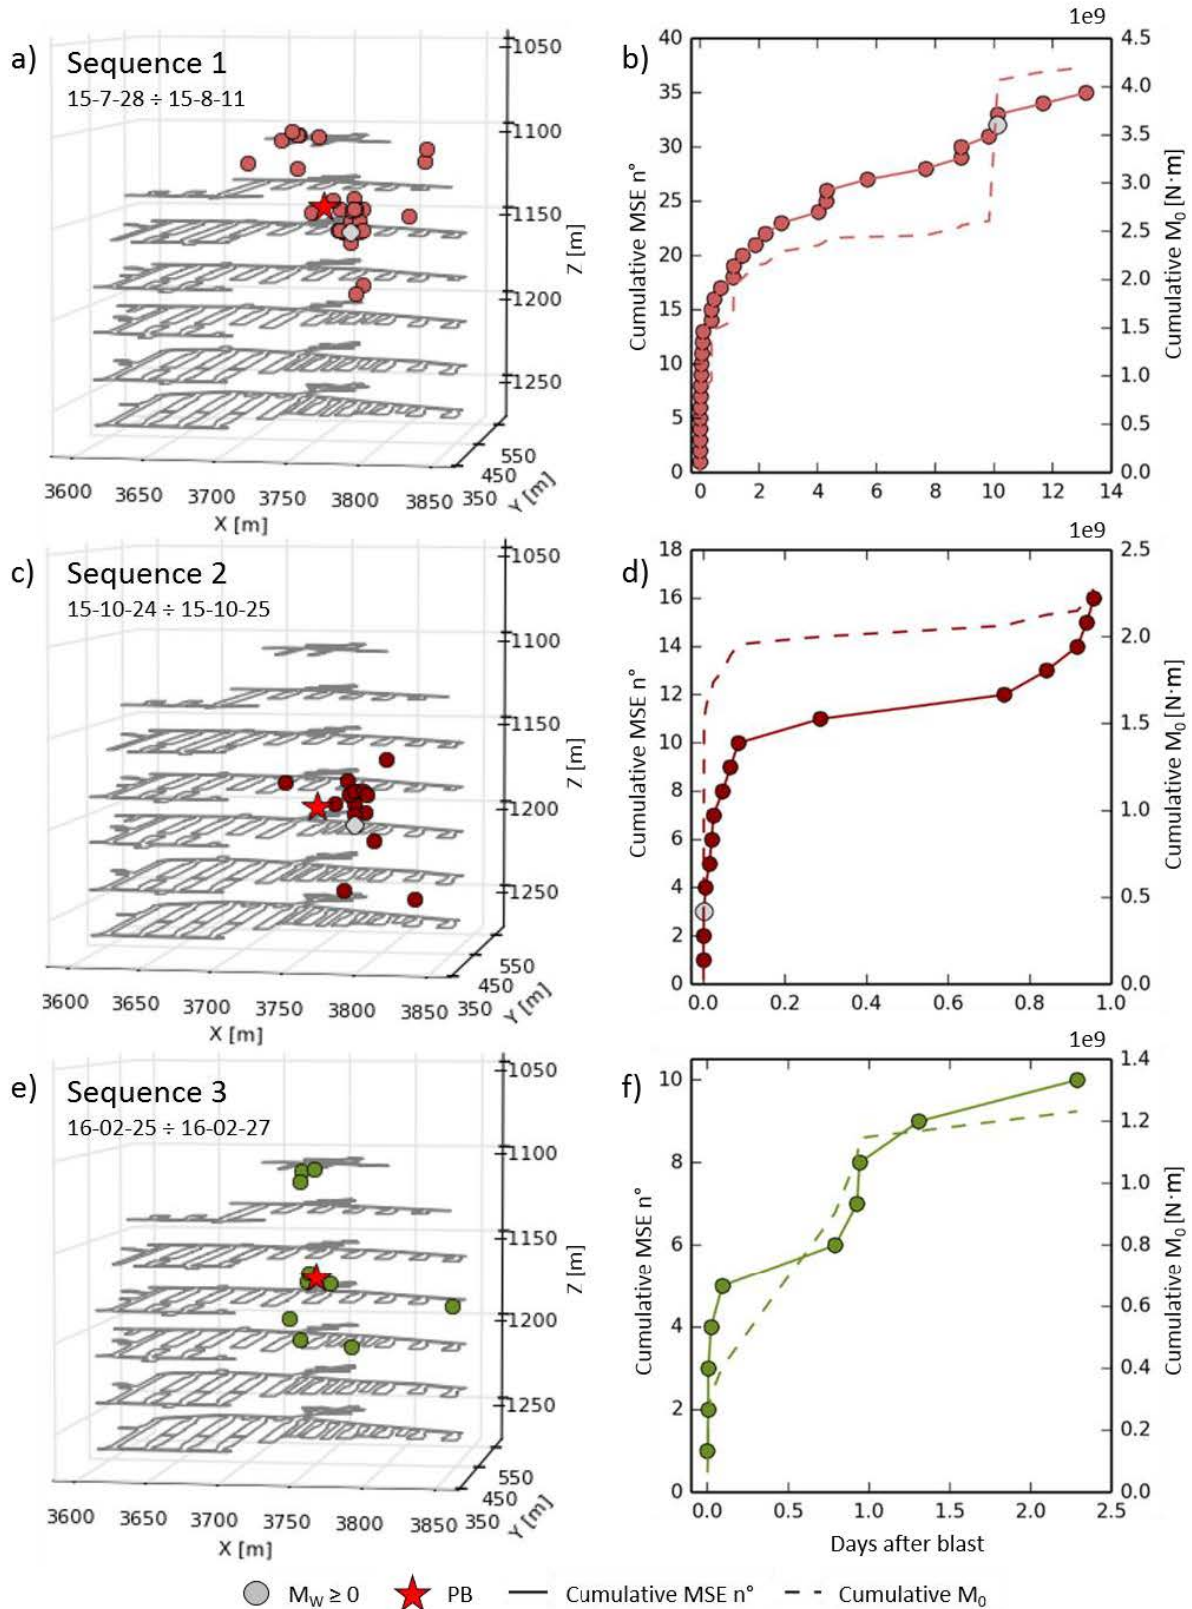 a)
Sequence 1
15-7-28 ÷ 15-8-11
1050
1100
1150
1200
1250
Z [m]
550
450
350
Y [m]
3600
3650
3700
3750
3800
3850
X [m]
b)
1e9
40
35
30
25
20
15
10
5
0
Cumulative MSE n°
4.5
4.0
3.5
3.0
2.5
2.0
1.5
1.0
0.5
0.0
Cumulative M₀ [N·m]
0 2 4 6 8 10 12 14
c)
Sequence 2
15-10-24 ÷ 15-10-25
1050
1100
1150
1200
1250
Z [m]
550
450
350
Y [m]
3600
3650
3700
3750
3800
3850
X [m]
d)
1e9
18
16
14
12
10
8
6
4
2
0
Cumulative MSE n°
2.5
2.0
1.5
1.0
0.5
0.0
Cumulative M₀ [N·m]
0.0 0.2 0.4 0.6 0.8 1.0
e)
Sequence 3
16-02-25 ÷ 16-02-27
1050
1100
1150
1200
1250
Z [m]
550
450
350
Y [m]
3600
3650
3700
3750
3800
3850
X [m]
f)
1e9
10
8
6
4
2
0
Cumulative MSE n°
1.4
1.2
1.0
0.8
0.6
0.4
0.2
0.0
Cumulative M₀ [N·m]
0.0 0.5 1.0 1.5 2.0 2.5
Days after blast
M_W ≥ 0 PB Cumulative MSE n° Cumulative M₀